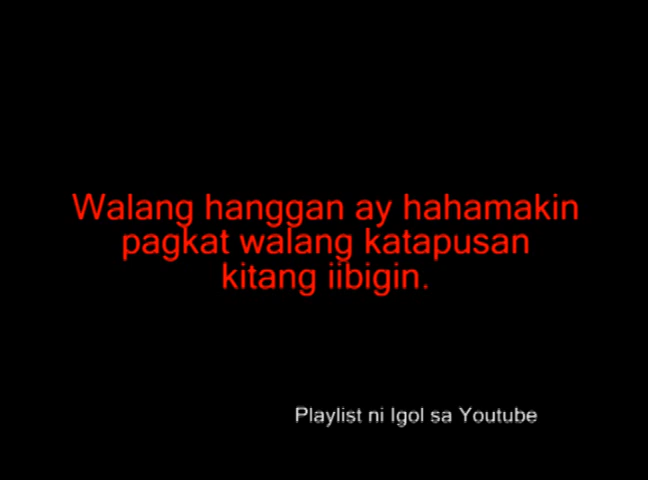 Walang hanggan ay hahamakin
pagkat walang katapusan
kitang iibigin.
Playlist ni Igol sa Youtube